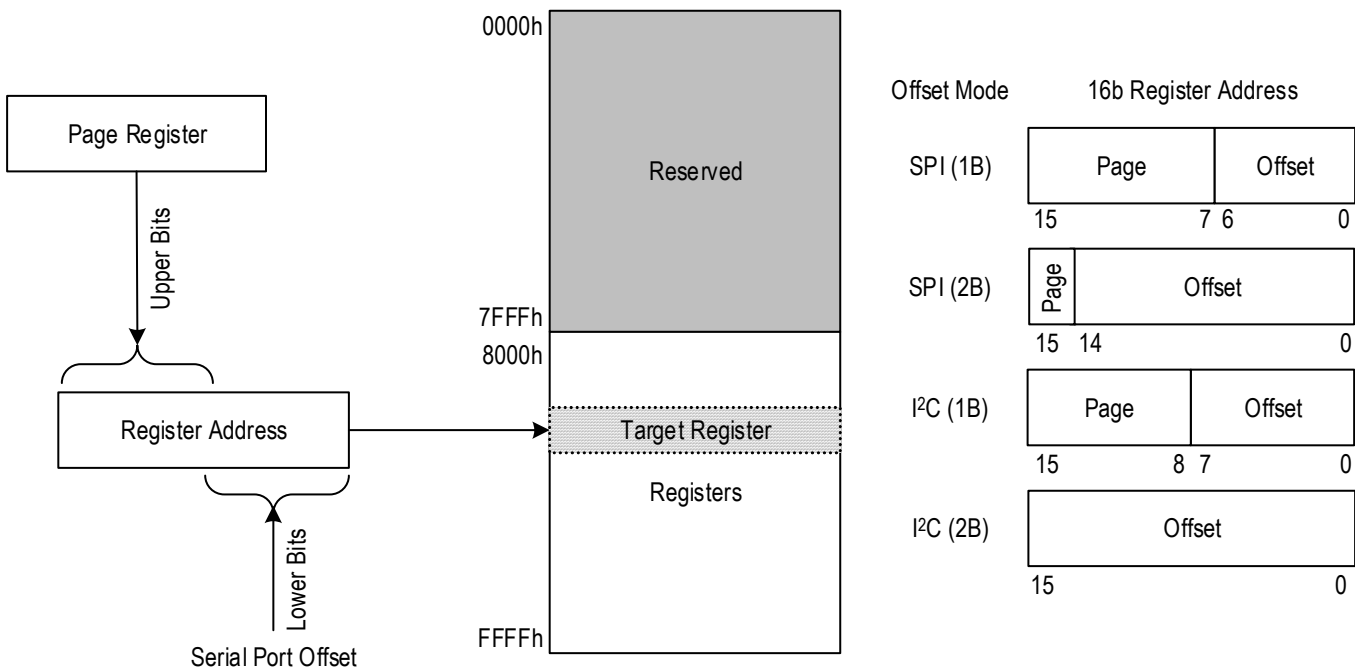 Page Register
Upper Bits
Register Address
Lower Bits
Serial Port Offset
0000h
Reserved
7FFFh
8000h
Target Register
Registers
FFFFh
Offset Mode 16b Register Address
SPI (1B) Page Offset
15 7 6 0
SPI (2B) Page Offset
15 14 0
I²C (1B) Page Offset
15 8 7 0
I²C (2B) Offset
15 0